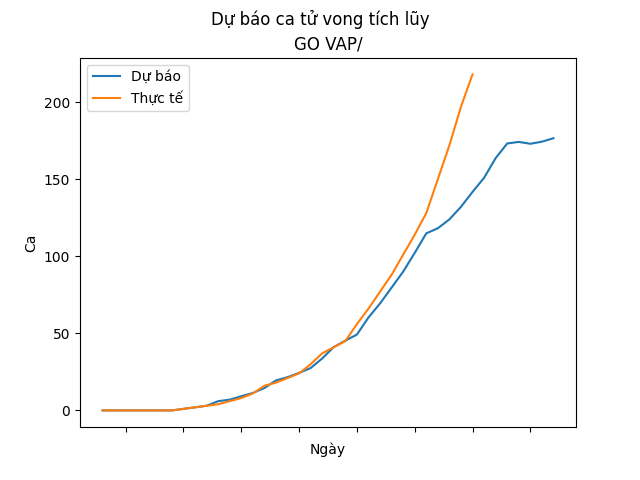 Dự báo ca tử vong tích lũy
GO VAP/
Dự báo
Thực tế
200
150
100
50
0
Ca
Ngày